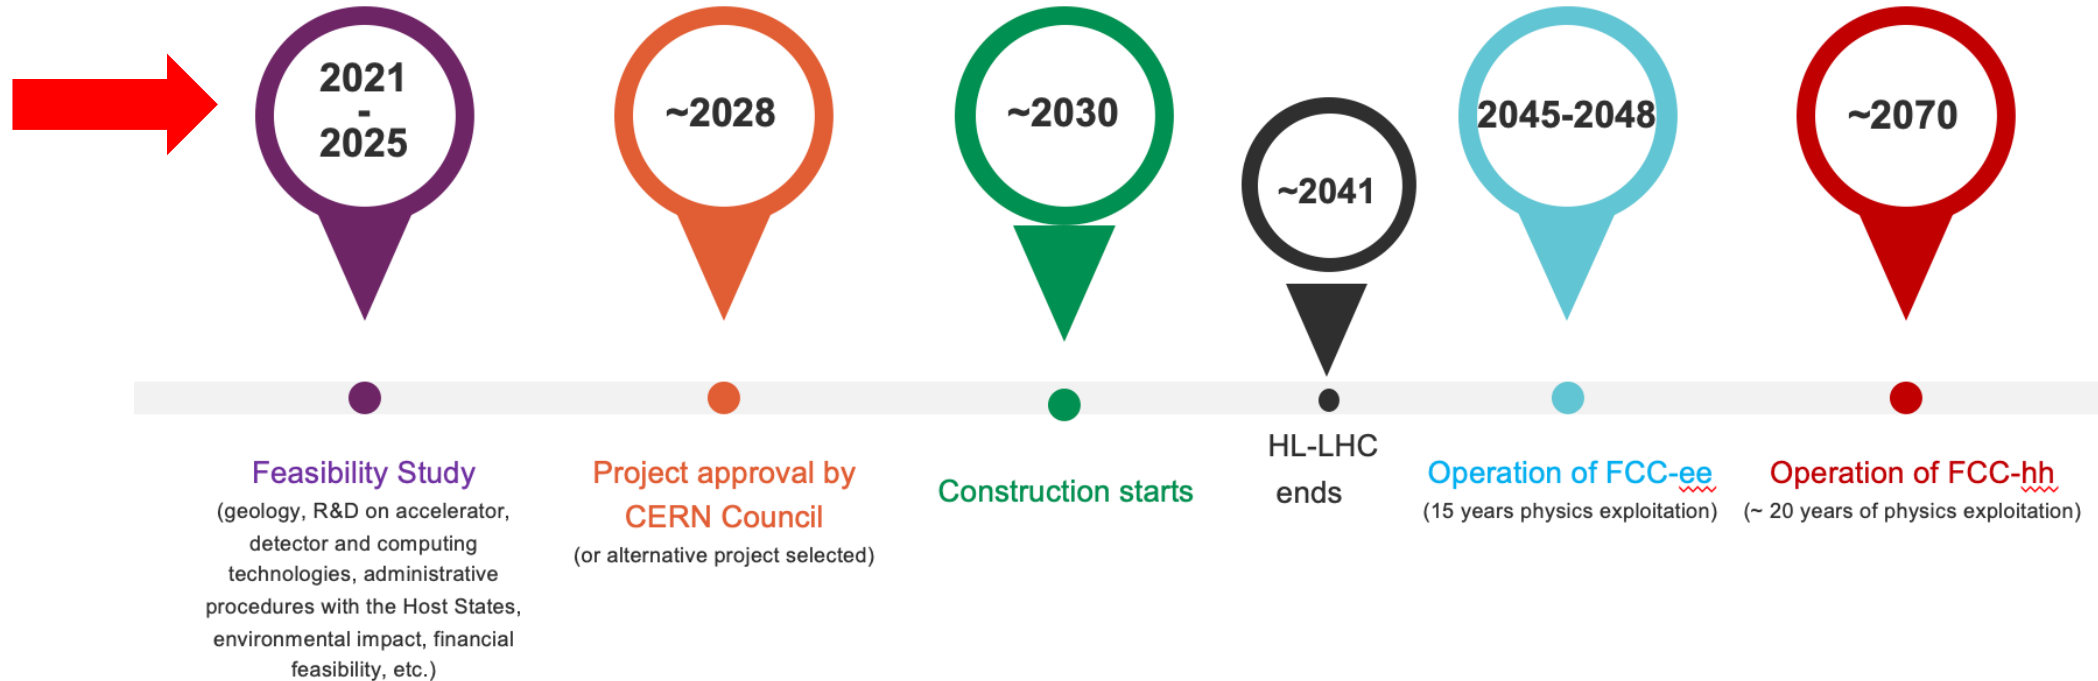 2021
-
2025
~2028
~2030
~2041
2045-2048
~2070
Feasibility Study
(geology, R&D on accelerator,
detector and computing
technologies, administrative
procedures with the Host States,
environmental impact, financial
feasibility, etc.)
Project approval by
CERN Council
(or alternative project selected)
Construction starts
HL-LHC
ends
Operation of FCC-ee
(15 years physics exploitation)
Operation of FCC-hh
(~ 20 years of physics exploitation)